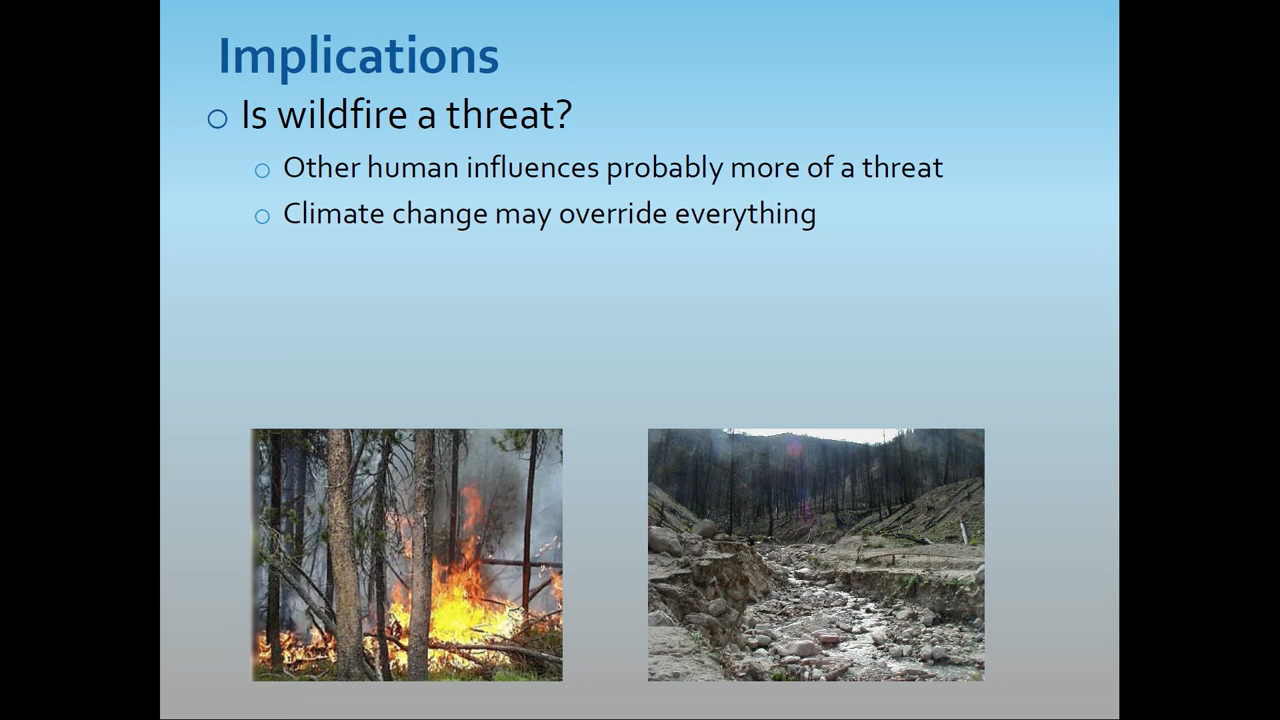 Implications
Is wildfire a threat?
Other human influences probably more of a threat
Climate change may override everything